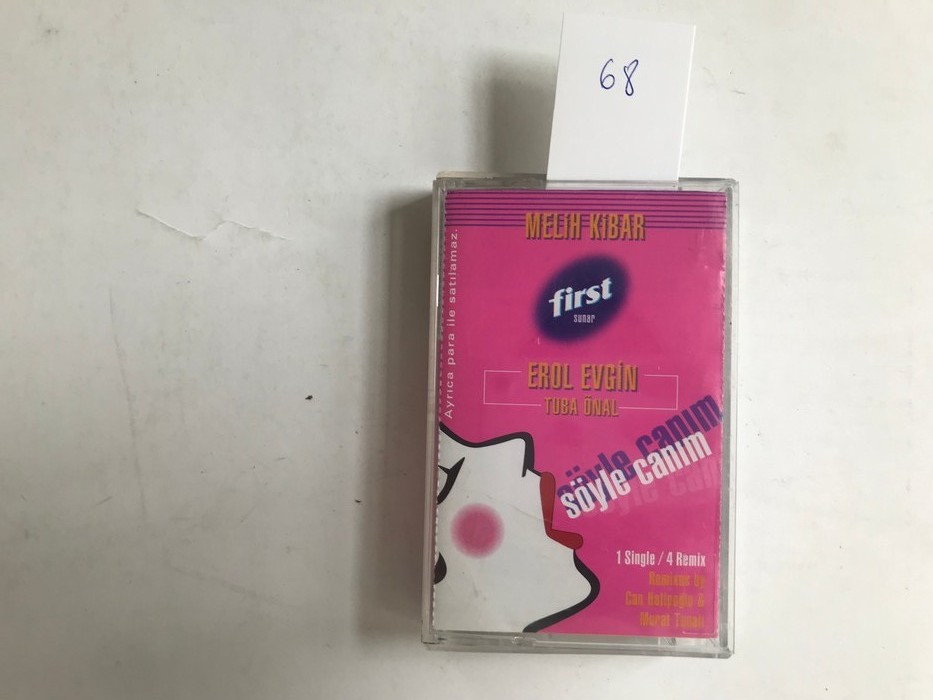 68
MELİH KİBAR
first
sunar
EROL EVGİN
TUBA ÖNAL
söyle canım
söyle canım
1 Single / 4 Remix
Remixes by
Can Hatipoğlu &
Murat Tunalı
Ayrıca para ile satılamaz.